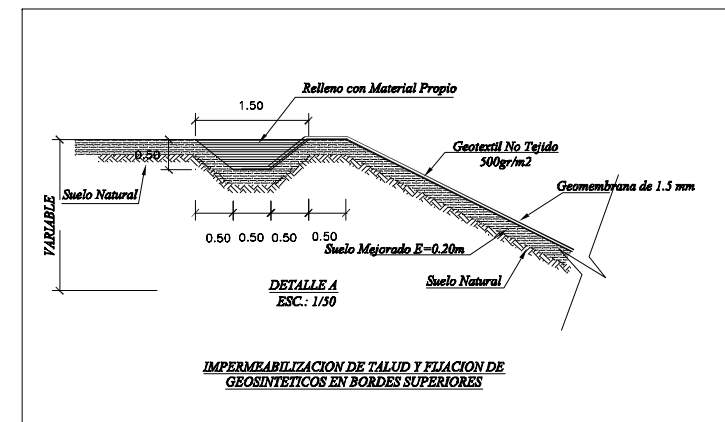 Relleno con Material Propio
1.50
0.50
Geotextil No Tejido
500gr/m2
Geomembrana de 1.5 mm
Suelo Natural
VARIABLE
0.50 0.50 0.50 0.50
Suelo Mejorado E=0.20m
Suelo Natural
DETALLE A
ESC.: 1/50
IMPERMEABILIZACION DE TALUD Y FIJACION DE
GEOSINTETICOS EN BORDES SUPERIORES